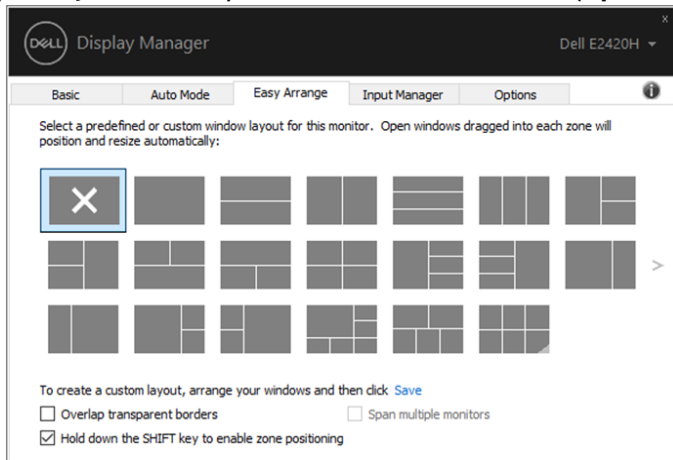 x
DELL Display Manager
Dell E2420H
Basic Auto Mode Easy Arrange Input Manager Options
Select a predefined or custom window layout for this monitor. Open windows dragged into each zone will
position and resize automatically:
To create a custom layout, arrange your windows and then click Save
Overlap transparent borders Span multiple monitors
Hold down the SHIFT key to enable zone positioning